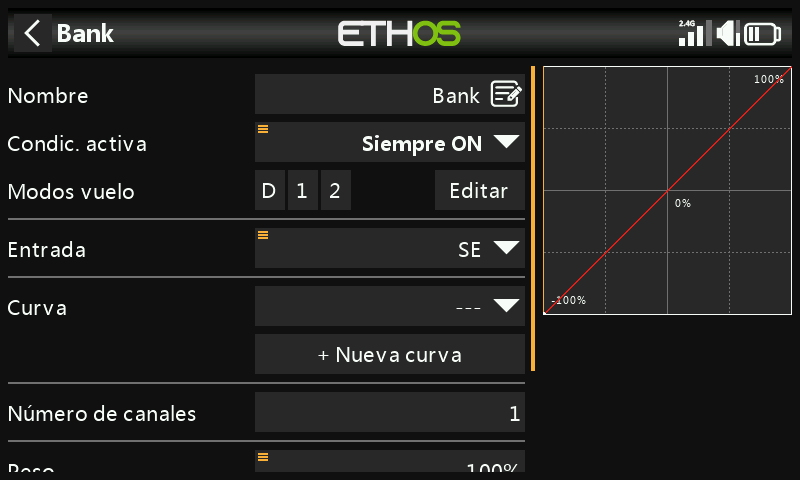 Bank
ETHOS
2.4G
Nombre
Bank
Condic. activa
Siempre ON
Modos vuelo
D 1 2
Editar
Entrada
SE
Curva
---
+ Nueva curva
Número de canales
1
Peso
100%
100%
0%
-100%